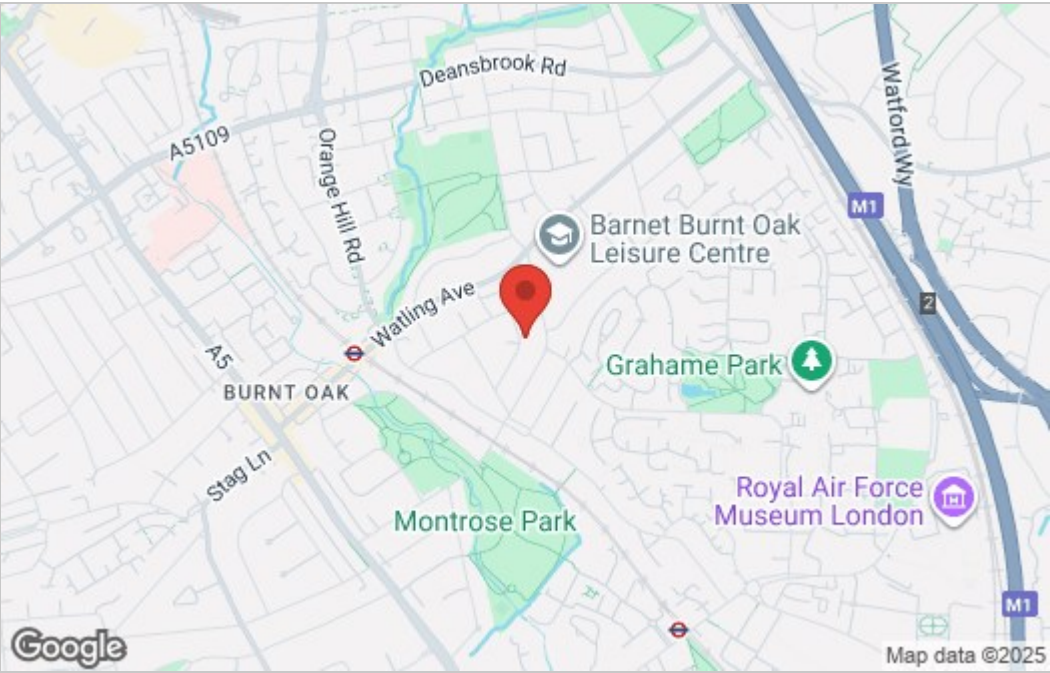 Deansbrook Rd
Watford Wy
A5109
Orange Hill Rd
M1
Barnet Burnt Oak
Leisure Centre
Watling Ave
2
A5
Grahame Park
BURNT OAK
Stag Ln
Royal Air Force
Museum London
Montrose Park
M1
Google
Map data ©2025